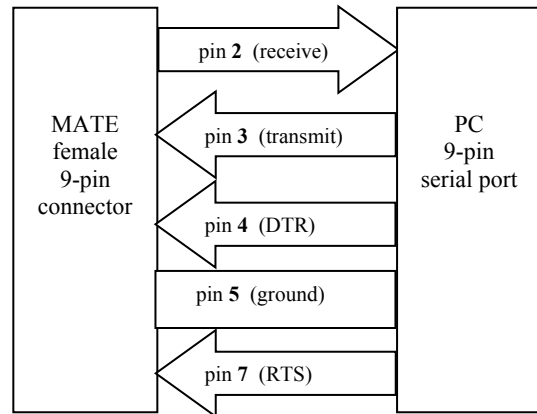 pin 2 (receive)
MATE
female
9-pin
connector
pin 3 (transmit)
PC
9-pin
serial port
pin 4 (DTR)
pin 5 (ground)
pin 7 (RTS)